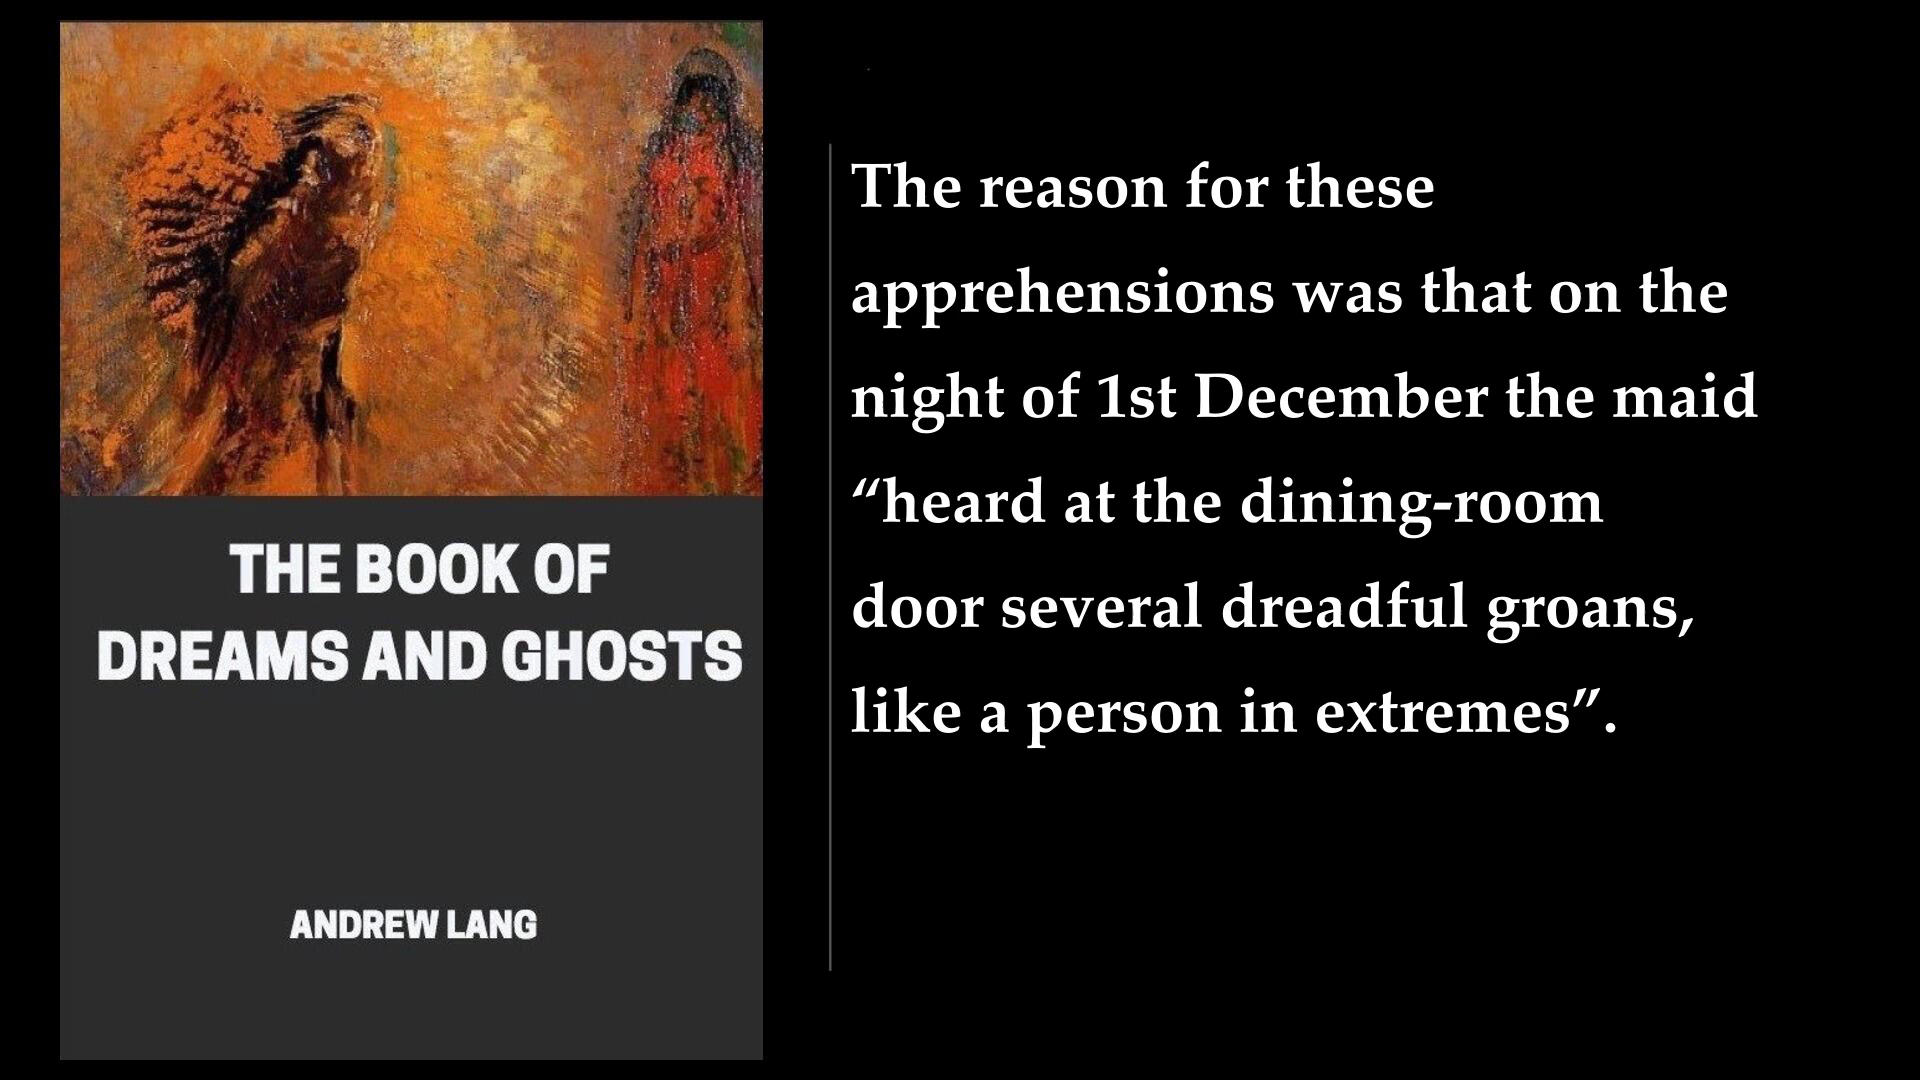 THE BOOK OF
DREAMS AND GHOSTS
ANDREW LANG
The reason for these
apprehensions was that on the
night of 1st December the maid
“heard at the dining-room
door several dreadful groans,
like a person in extremes”.